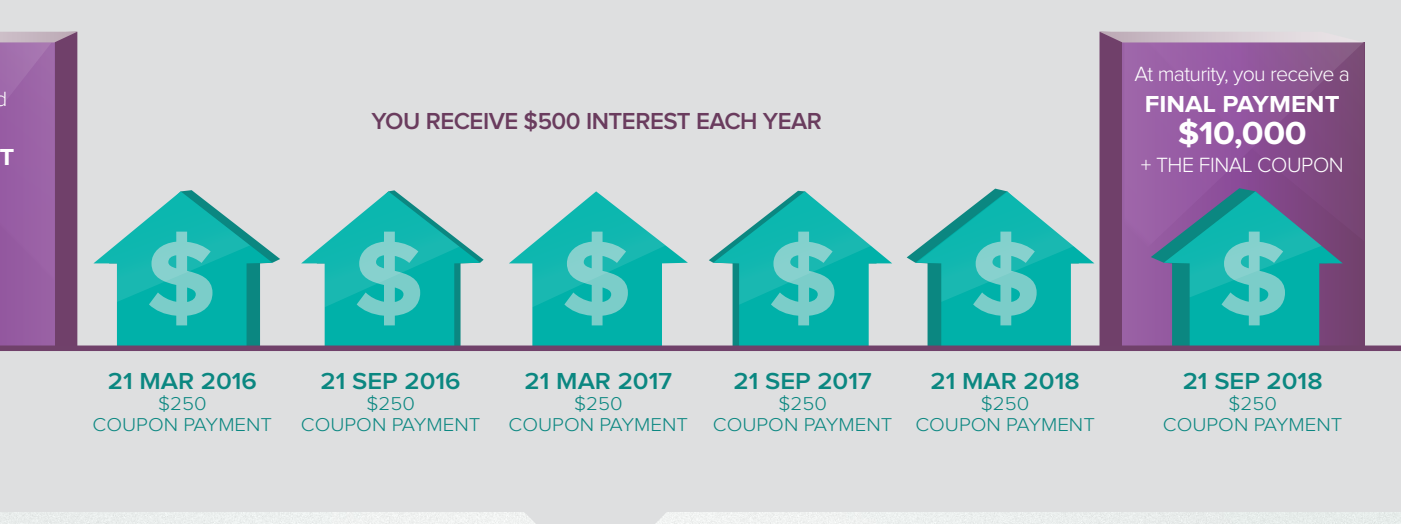 d
T
YOU RECEIVE $500 INTEREST EACH YEAR
At maturity, you receive a
FINAL PAYMENT
$10,000
+ THE FINAL COUPON
$
$
$
$
$
$
21 MAR 2016
$250
COUPON PAYMENT
21 SEP 2016
$250
COUPON PAYMENT
21 MAR 2017
$250
COUPON PAYMENT
21 SEP 2017
$250
COUPON PAYMENT
21 MAR 2018
$250
COUPON PAYMENT
21 SEP 2018
$250
COUPON PAYMENT